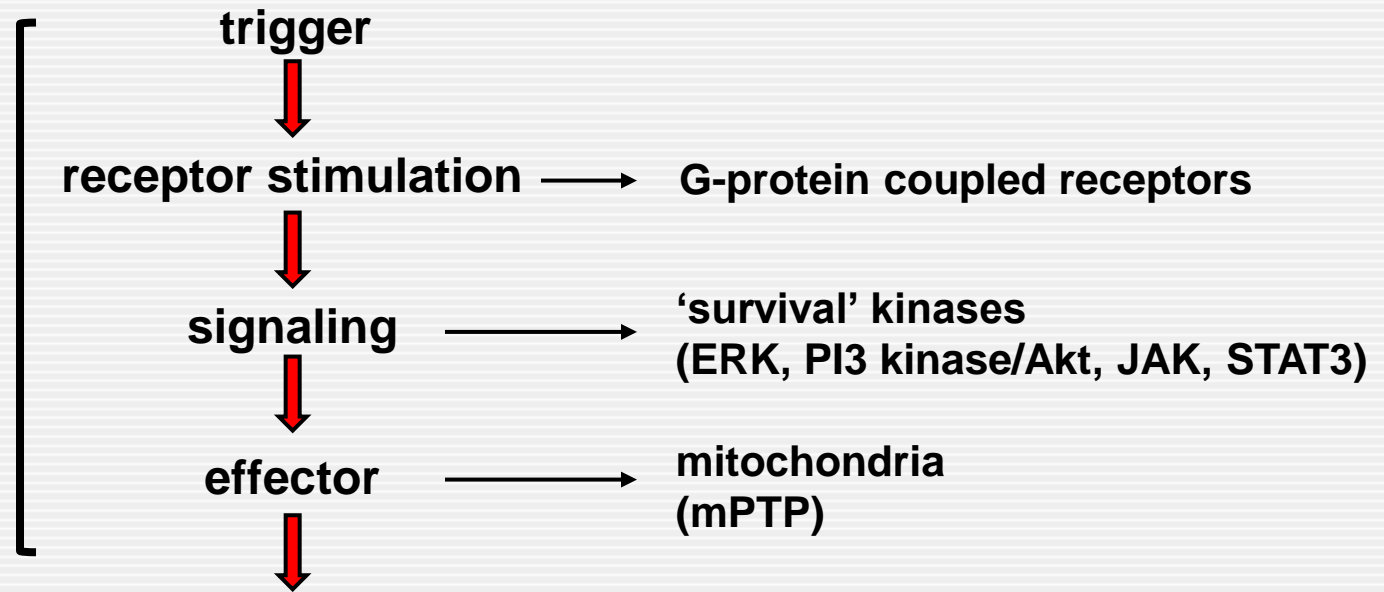 trigger
receptor stimulation
G-protein coupled receptors
signaling
‘survival’ kinases
(ERK, PI3 kinase/Akt, JAK, STAT3)
effector
mitochondria
(mPTP)